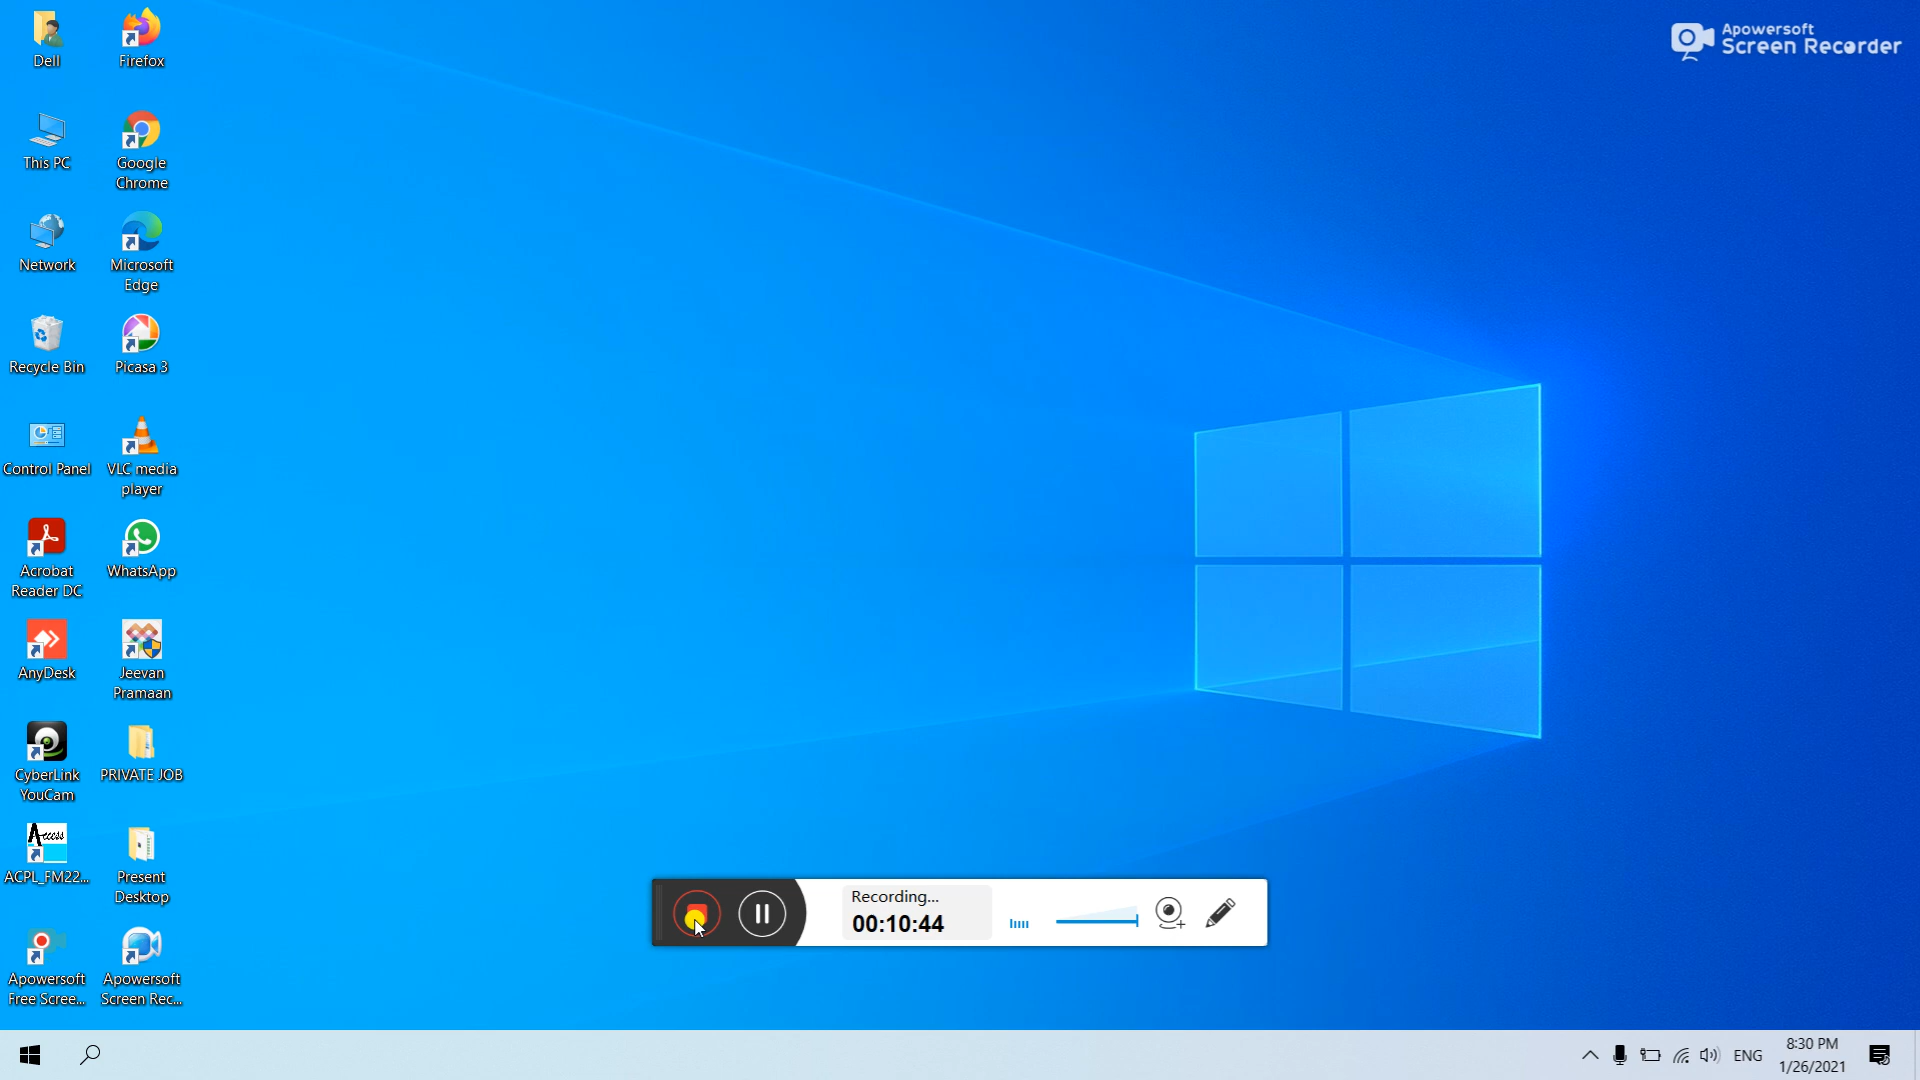 Dell
Firefox
Apowersoft
Screen Recorder
This PC
Google
Chrome
Network
Microsoft
Edge
Recycle Bin
Picasa 3
Control Panel
VLC media
player
Acrobat
Reader DC
WhatsApp
AnyDesk
Jeevan
Pramaan
CyberLink
YouCam
PRIVATE JOB
Access
ACPL_FM22...
Present
Desktop
Apowersoft
Free Scree...
Apowersoft
Screen Rec...
Recording...
00:10:44
ENG
8:30 PM
1/26/2021